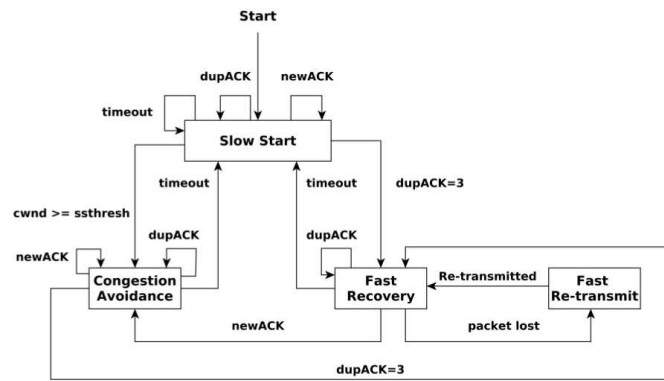 Start
dupACK
newACK
timeout
Slow Start
timeout
timeout
dupACK=3
cwnd >= ssthresh
dupACK
dupACK
newACK
Congestion
Avoidance
Fast
Recovery
Re-transmitted
Fast
Re-transmit
newACK
packet lost
dupACK=3